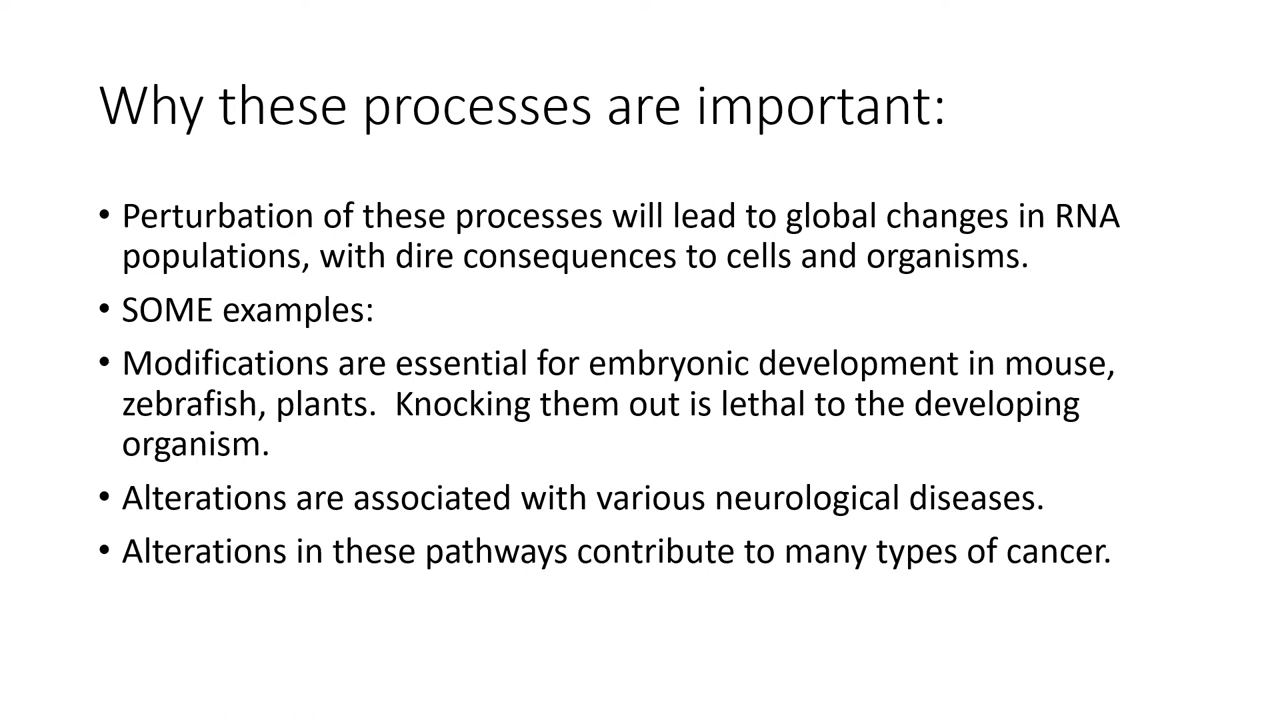 Why these processes are important:
• Perturbation of these processes will lead to global changes in RNA
populations, with dire consequences to cells and organisms.
• SOME examples:
• Modifications are essential for embryonic development in mouse,
zebrafish, plants.  Knocking them out is lethal to the developing
organism.
• Alterations are associated with various neurological diseases.
• Alterations in these pathways contribute to many types of cancer.